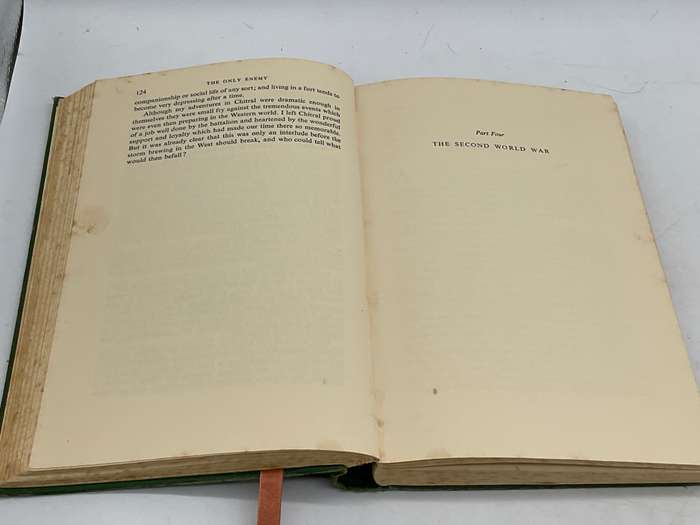 124
THE ONLY ENEMY
companionship or social life of any sort; and living in a fort tends to
become very depressing after a time.
Although my adventures in Chitral were dramatic enough in
themselves they were small fry against the tremendous events which
were even then preparing in the Western world. I left Chitral proud
of a job well done by the battalion and heartened by the wonderful
support and loyalty which had made our time there so memorable.
But it was already clear that this was only an interlude before the
storm brewing in the West should break, and who could tell what
would then befall?
Part Four
THE SECOND WORLD WAR